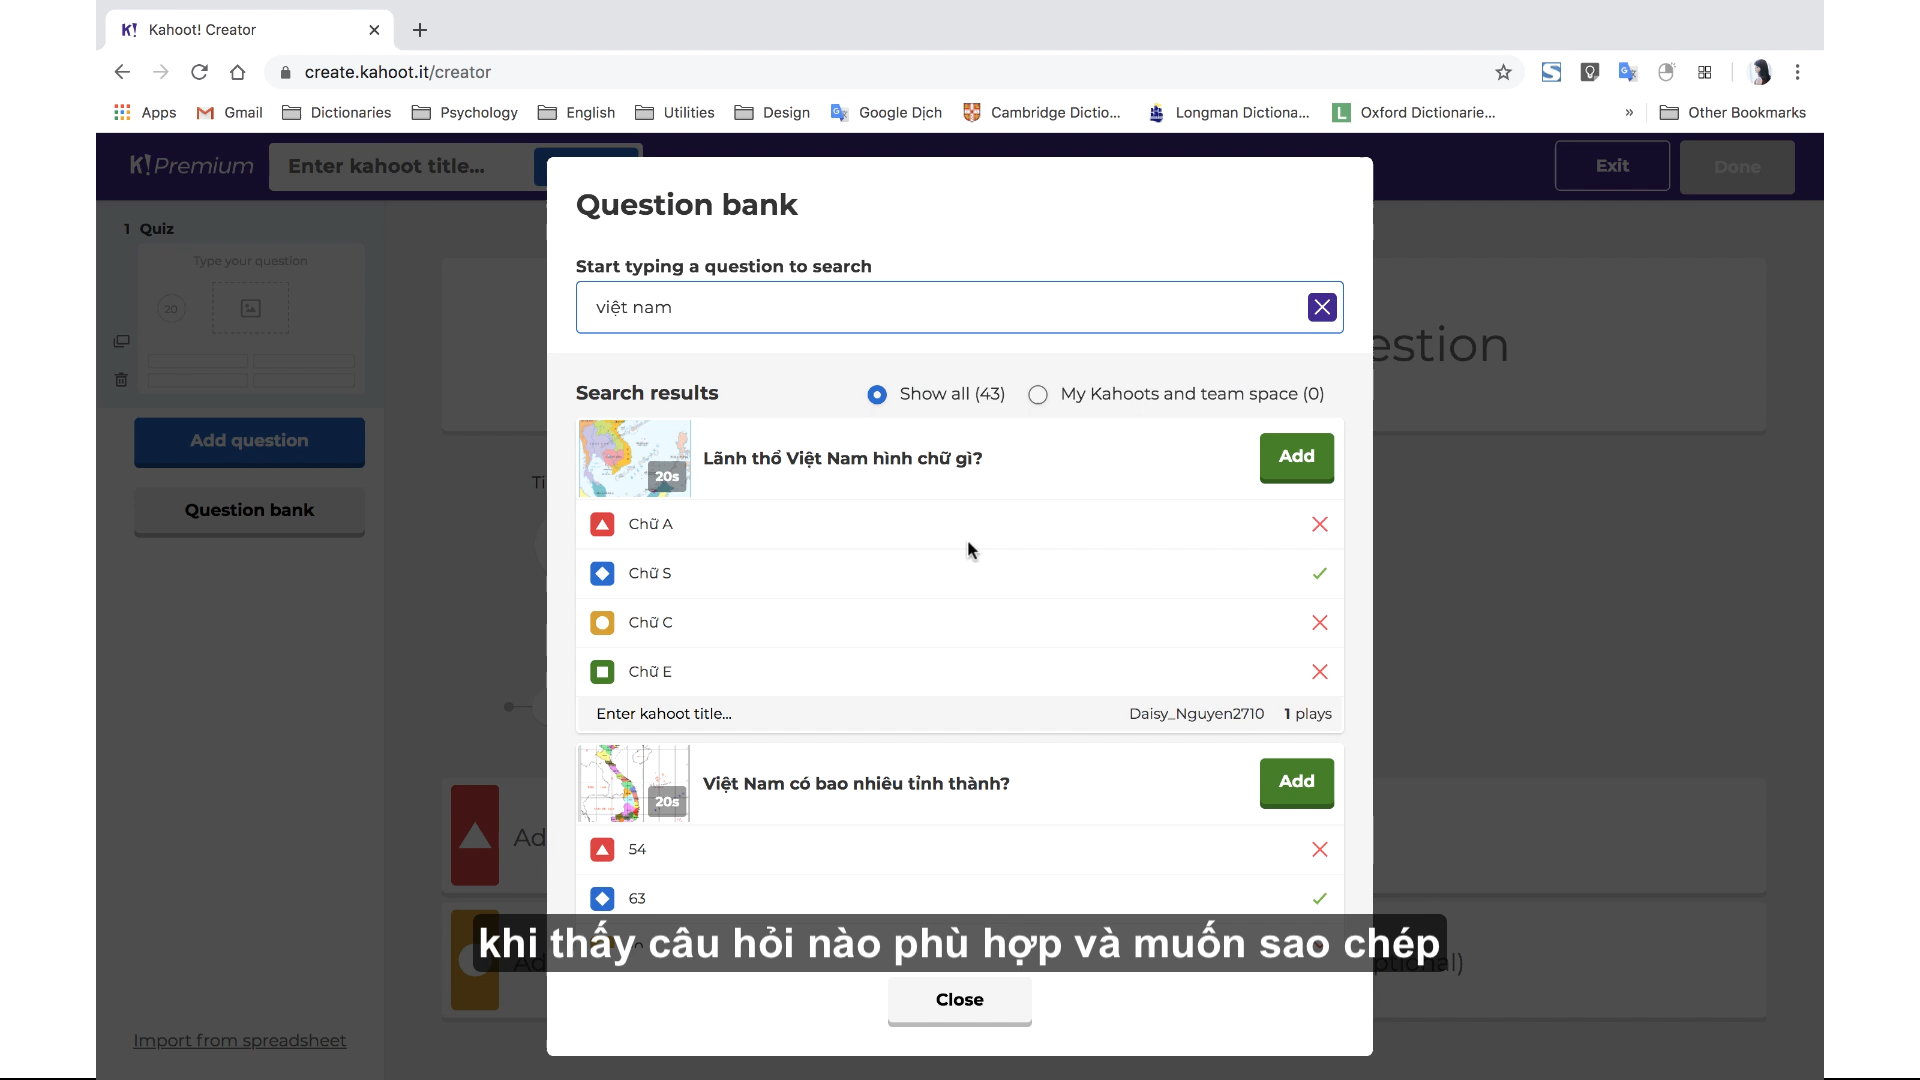 K! Kahoot! Creator
create.kahoot.it/creator
Apps Gmail Dictionaries Psychology English Utilities Design Google Dịch Cambridge Dictio... Longman Dictiona... Oxford Dictionarie... » Other Bookmarks
K! Premium Enter kahoot title... Exit Done
1 Quiz
Type your question
20
Add question
Question bank
Import from spreadsheet
Question bank
Start typing a question to search
việt nam
Search results Show all (43) My Kahoots and team space (0)
20s Lãnh thổ Việt Nam hình chữ gì? Add
Chữ A
Chữ S
Chữ C
Chữ E
Enter kahoot title... Daisy_Nguyen2710 1 plays
20s Việt Nam có bao nhiêu tỉnh thành? Add
54
63
khi thấy câu hỏi nào phù hợp và muốn sao chép
Close